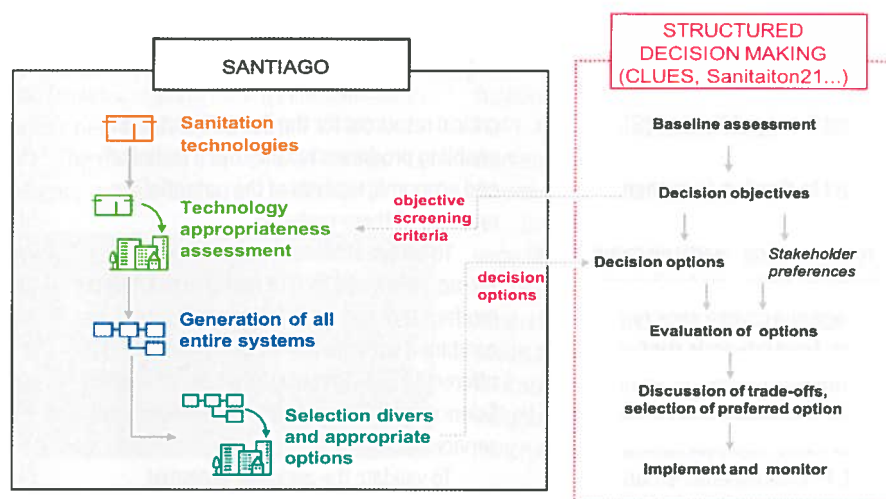 STRUCTURED
DECISION MAKING
(CLUES, Sanitaiton21...)
SANTIAGO
Sanitation
technologies
Technology
appropriateness
assessment
Generation of all
entire systems
Selection divers
and appropriate
options
objective
screening
criteria
decision
options
Baseline assessment
Decision objectives
Decision options
Stakeholder
preferences
Evaluation of options
Discussion of trade-offs,
selection of preferred option
Implement and monitor